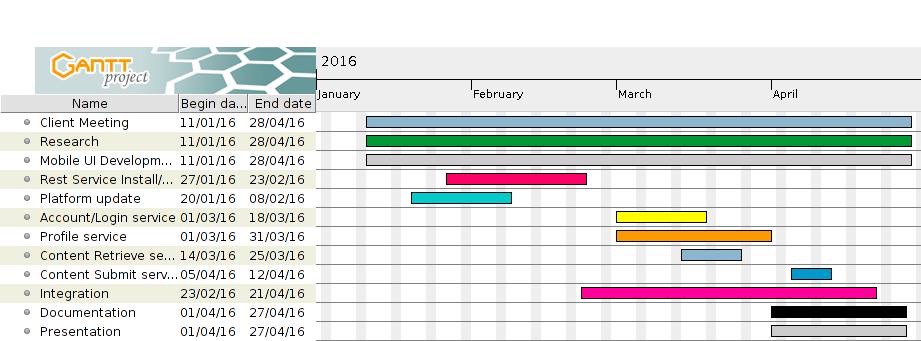 GANTT
project
2016
January February March April
Name Begin da... End date
Client Meeting 11/01/16 28/04/16
Research 11/01/16 28/04/16
Mobile UI Developm... 11/01/16 28/04/16
Rest Service Install/... 27/01/16 23/02/16
Platform update 20/01/16 08/02/16
Account/Login service 01/03/16 18/03/16
Profile service 01/03/16 31/03/16
Content Retrieve se... 14/03/16 25/03/16
Content Submit serv... 05/04/16 12/04/16
Integration 23/02/16 21/04/16
Documentation 01/04/16 27/04/16
Presentation 01/04/16 27/04/16